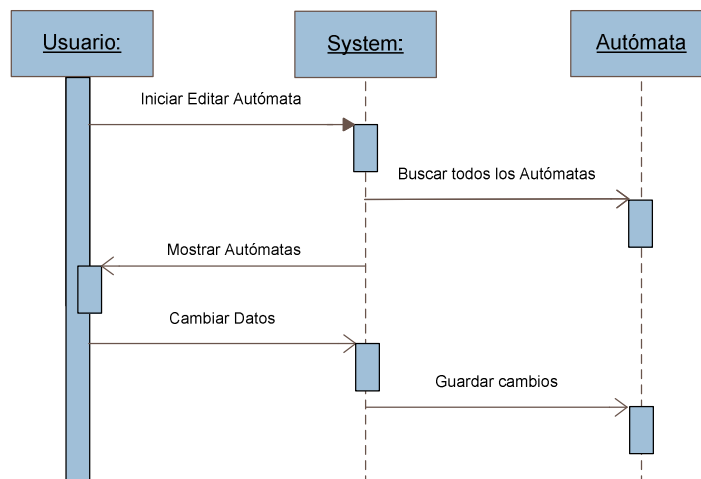 Usuario:
System:
Autómata
Iniciar Editar Autómata
Buscar todos los Autómatas
Mostrar Autómatas
Cambiar Datos
Guardar cambios